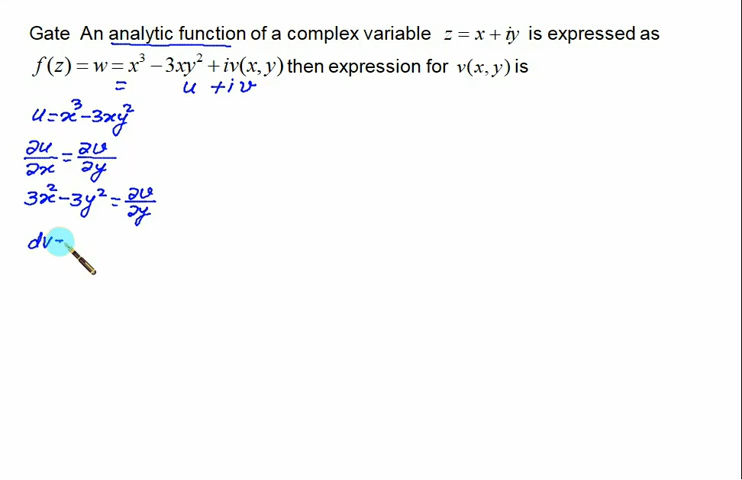 Gate An analytic function of a complex variable z = x + iy is expressed as
f(z) = w = x³ − 3xy² + iv(x, y) then expression for v(x, y) is
= u + iv
u = x³ − 3xy²
∂u/∂x = ∂v/∂y
3x² − 3y² = ∂v/∂y
dv =